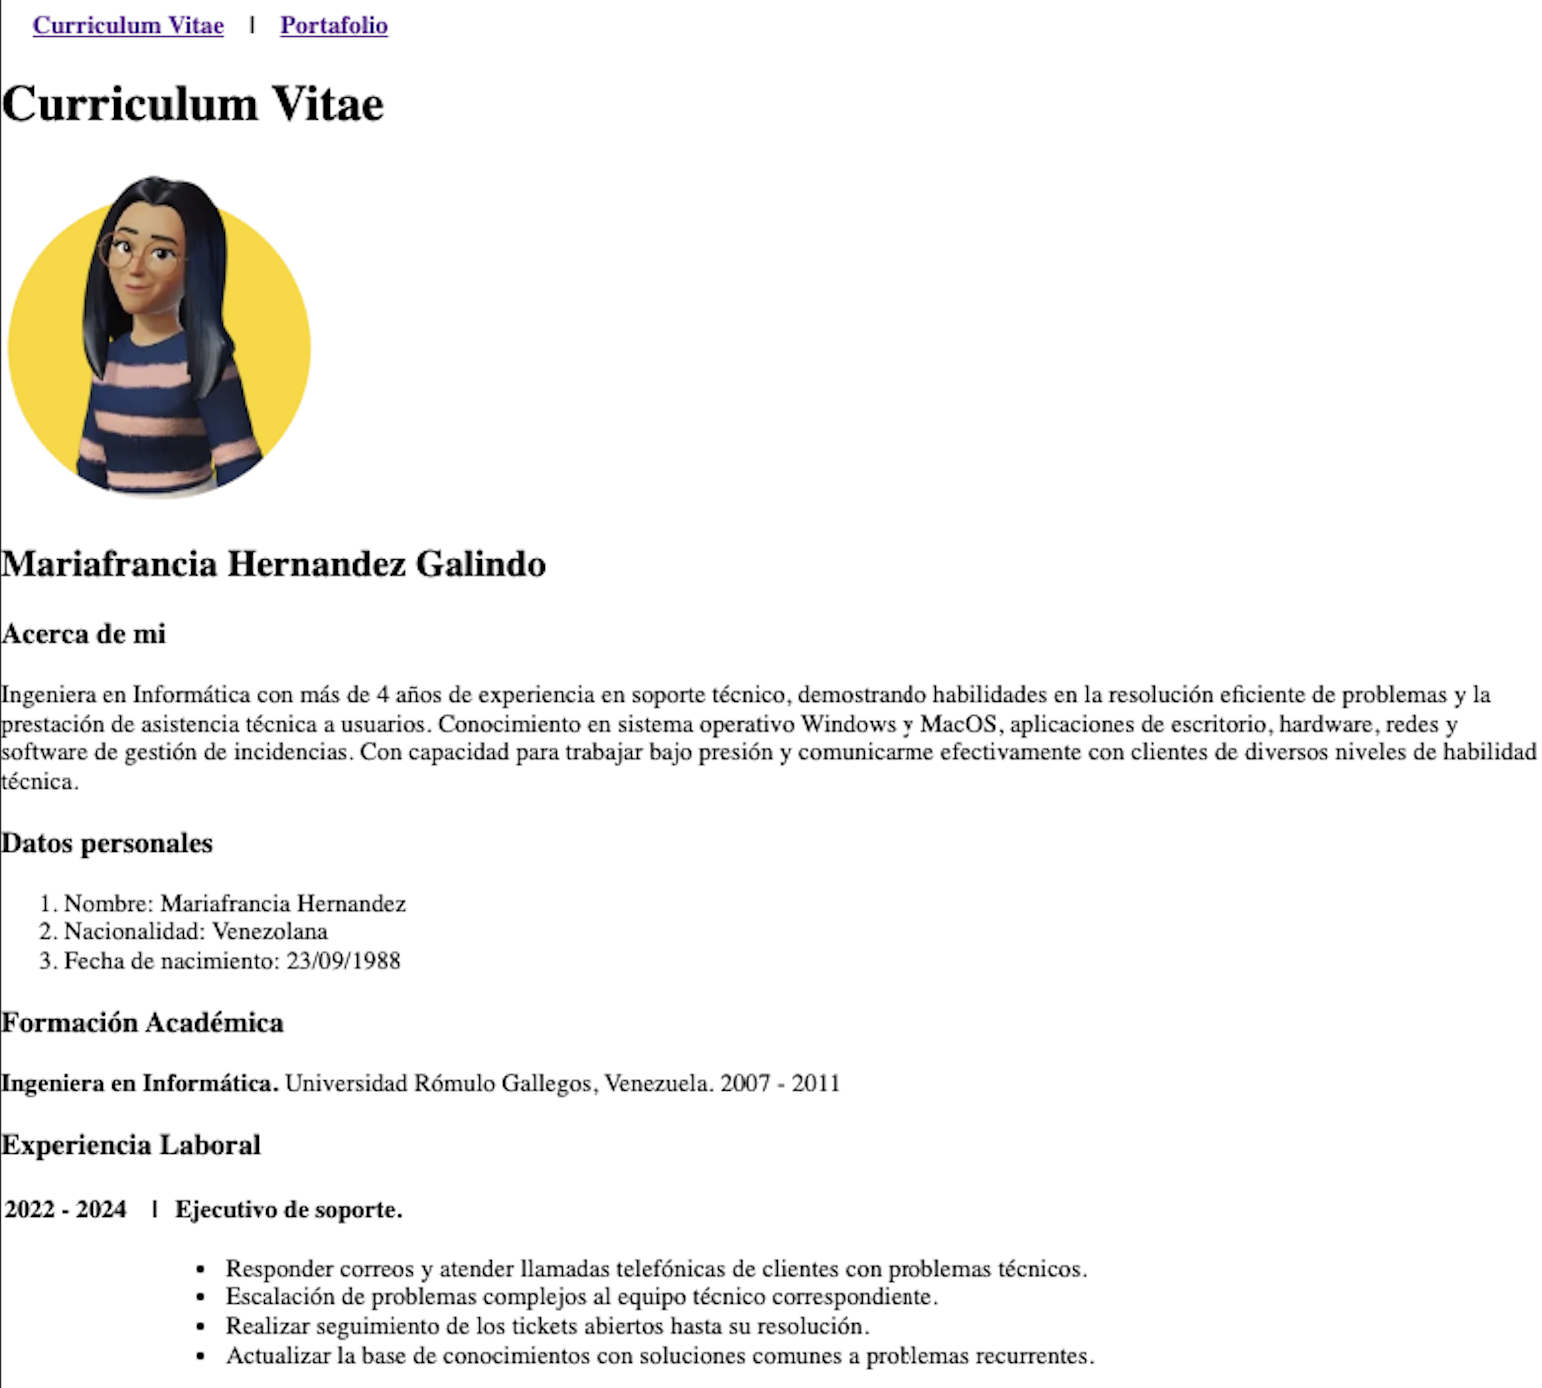 Curriculum Vitae | Portafolio
Curriculum Vitae
Mariafrancia Hernandez Galindo
Acerca de mi
Ingeniera en Informática con más de 4 años de experiencia en soporte técnico, demostrando habilidades en la resolución eficiente de problemas y la
prestación de asistencia técnica a usuarios. Conocimiento en sistema operativo Windows y MacOS, aplicaciones de escritorio, hardware, redes y
software de gestión de incidencias. Con capacidad para trabajar bajo presión y comunicarme efectivamente con clientes de diversos niveles de habilidad
técnica.
Datos personales
1. Nombre: Mariafrancia Hernandez
2. Nacionalidad: Venezolana
3. Fecha de nacimiento: 23/09/1988
Formación Académica
Ingeniera en Informática. Universidad Rómulo Gallegos, Venezuela. 2007 - 2011
Experiencia Laboral
2022 - 2024 | Ejecutivo de soporte.
• Responder correos y atender llamadas telefónicas de clientes con problemas técnicos.
• Escalación de problemas complejos al equipo técnico correspondiente.
• Realizar seguimiento de los tickets abiertos hasta su resolución.
• Actualizar la base de conocimientos con soluciones comunes a problemas recurrentes.